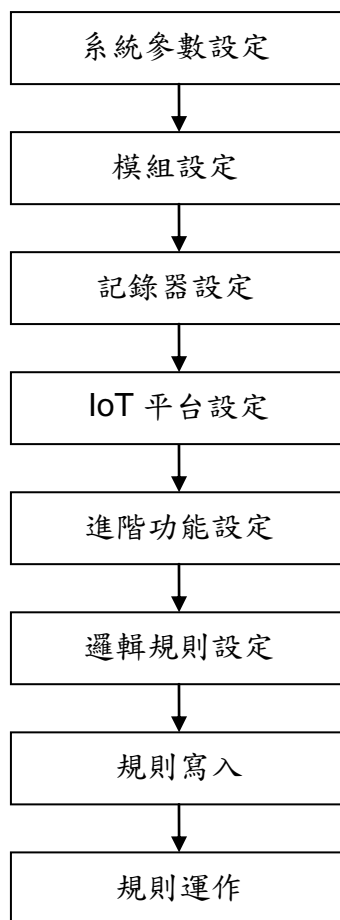 系統參數設定
模組設定
記錄器設定
IoT 平台設定
進階功能設定
邏輯規則設定
規則寫入
規則運作